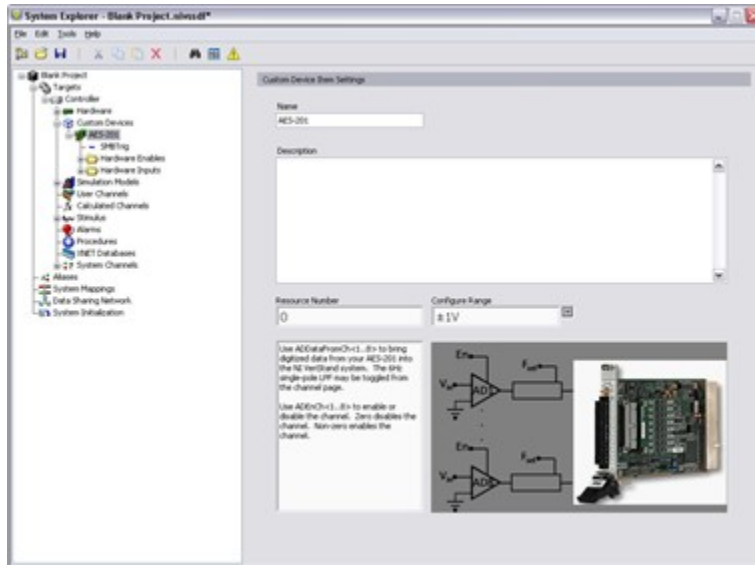 System Explorer - Blank Project.nivssdf*
File Edit Tools Help
Blank Project
Targets
Controller
Hardware
Custom Devices
AES-201
SMBTrig
Hardware Enables
Hardware Inputs
Simulation Models
User Channels
Calculated Channels
Stimulus
Alarms
Procedures
XNET Databases
System Channels
Aliases
System Mappings
Data Sharing Network
System Initialization
Custom Device Item Settings
Name
AES-201
Description
Resource Number
0
Configure Range
±1V
Use ADDataFromCh<1..8> to bring
digitized data from your AES-201 into
the NI VeriStand system. The 6Hz
single-pole LPF may be toggled from
the channel page.
Use ADEnCh<1..8> to enable or
disable the channel. Zero disables the
channel. Non-zero enables the
channel.
En
AD
En
AD